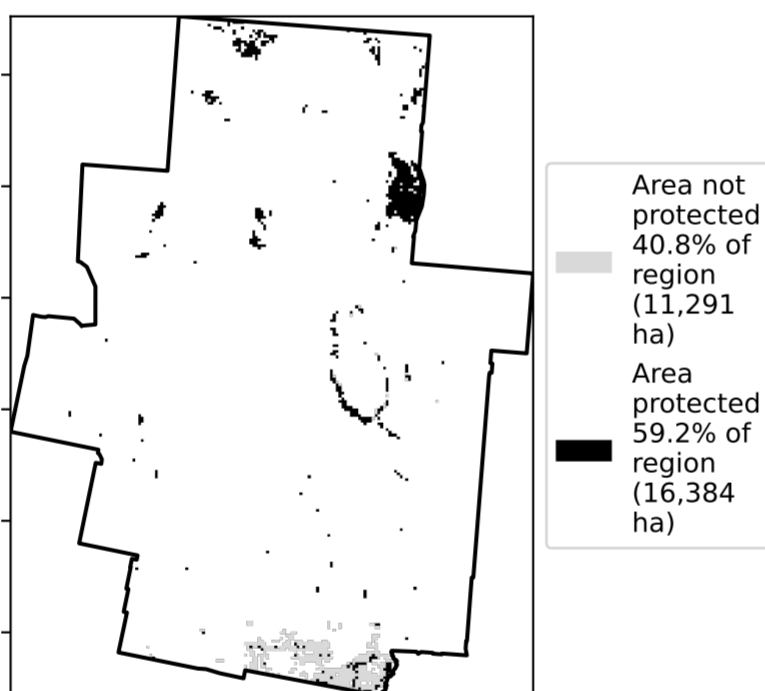 Area not
protected
40.8% of
region
(11,291
ha)
Area
protected
59.2% of
region
(16,384
ha)